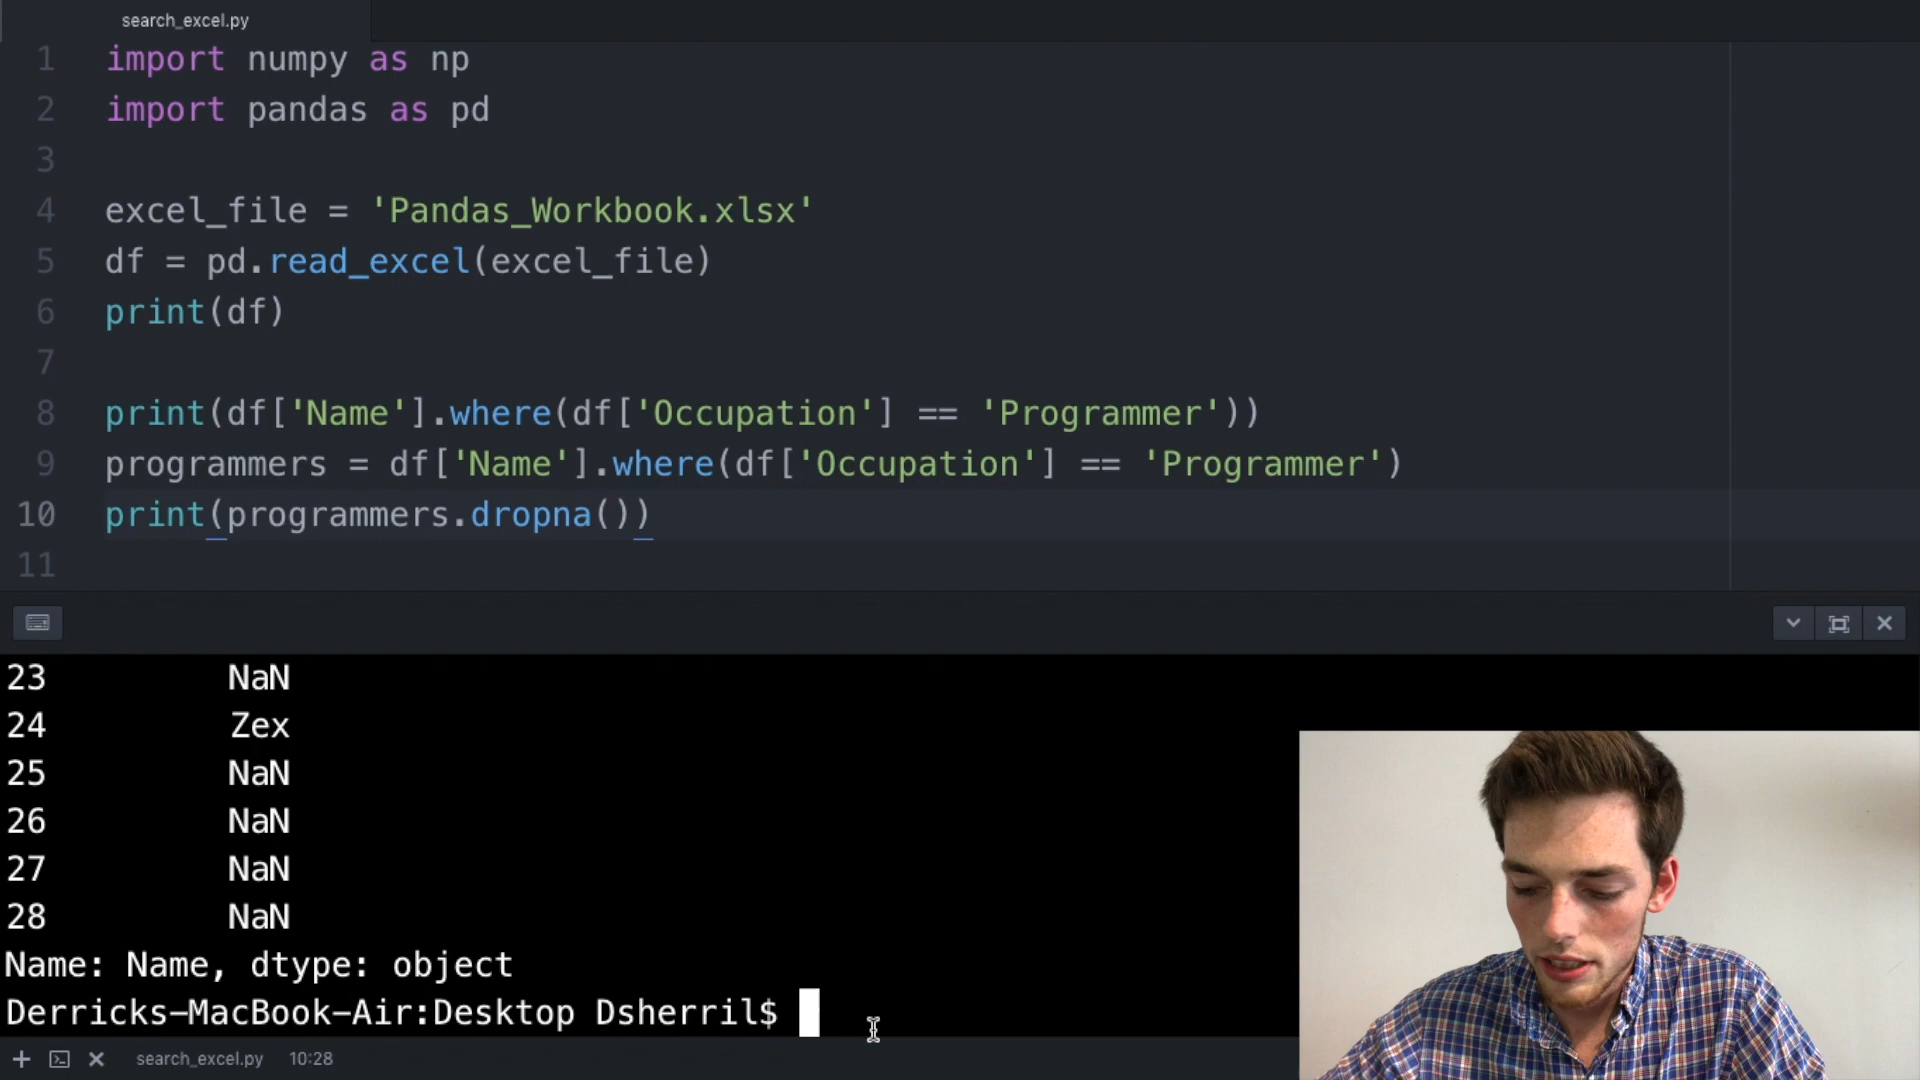 search_excel.py
1 import numpy as np
2 import pandas as pd
3
4 excel_file = 'Pandas_Workbook.xlsx'
5 df = pd.read_excel(excel_file)
6 print(df)
7
8 print(df['Name'].where(df['Occupation'] == 'Programmer'))
9 programmers = df['Name'].where(df['Occupation'] == 'Programmer')
10 print(programmers.dropna())
11
23 NaN
24 Zex
25 NaN
26 NaN
27 NaN
28 NaN
Name: Name, dtype: object
Derricks-MacBook-Air:Desktop Dsherril$
search_excel.py 10:28